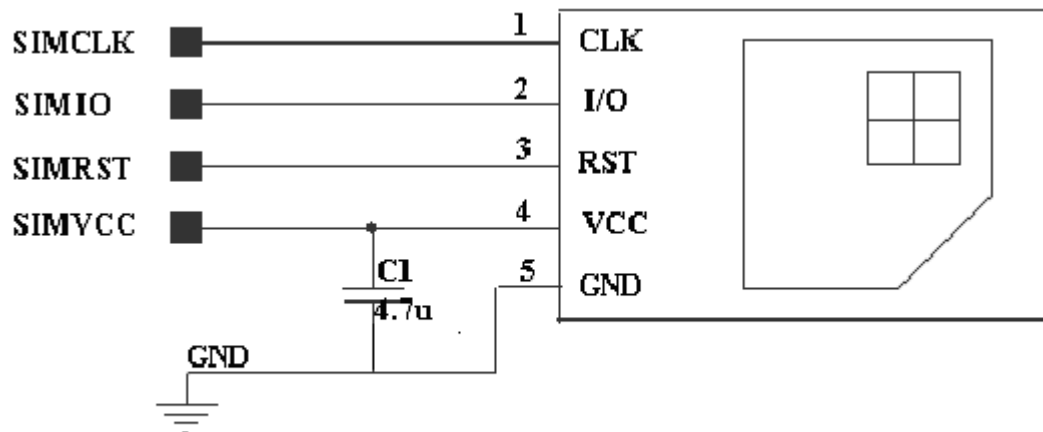 SIMCLK 1 CLK
SIMIO 2 I/O
SIMRST 3 RST
SIMVCC 4 VCC
C1 5 GND
4.7u
GND